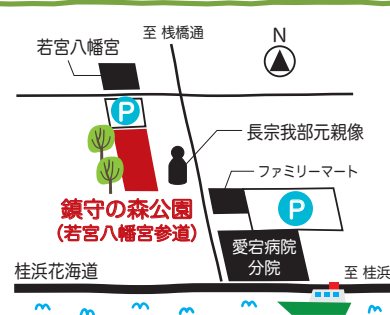 至 桟橋通
N
若宮八幡宮
P
長宗我部元親像
ファミリーマート
鎮守の森公園
(若宮八幡宮参道)
P
愛宕病院
分院
桂浜花海道
至 桂浜